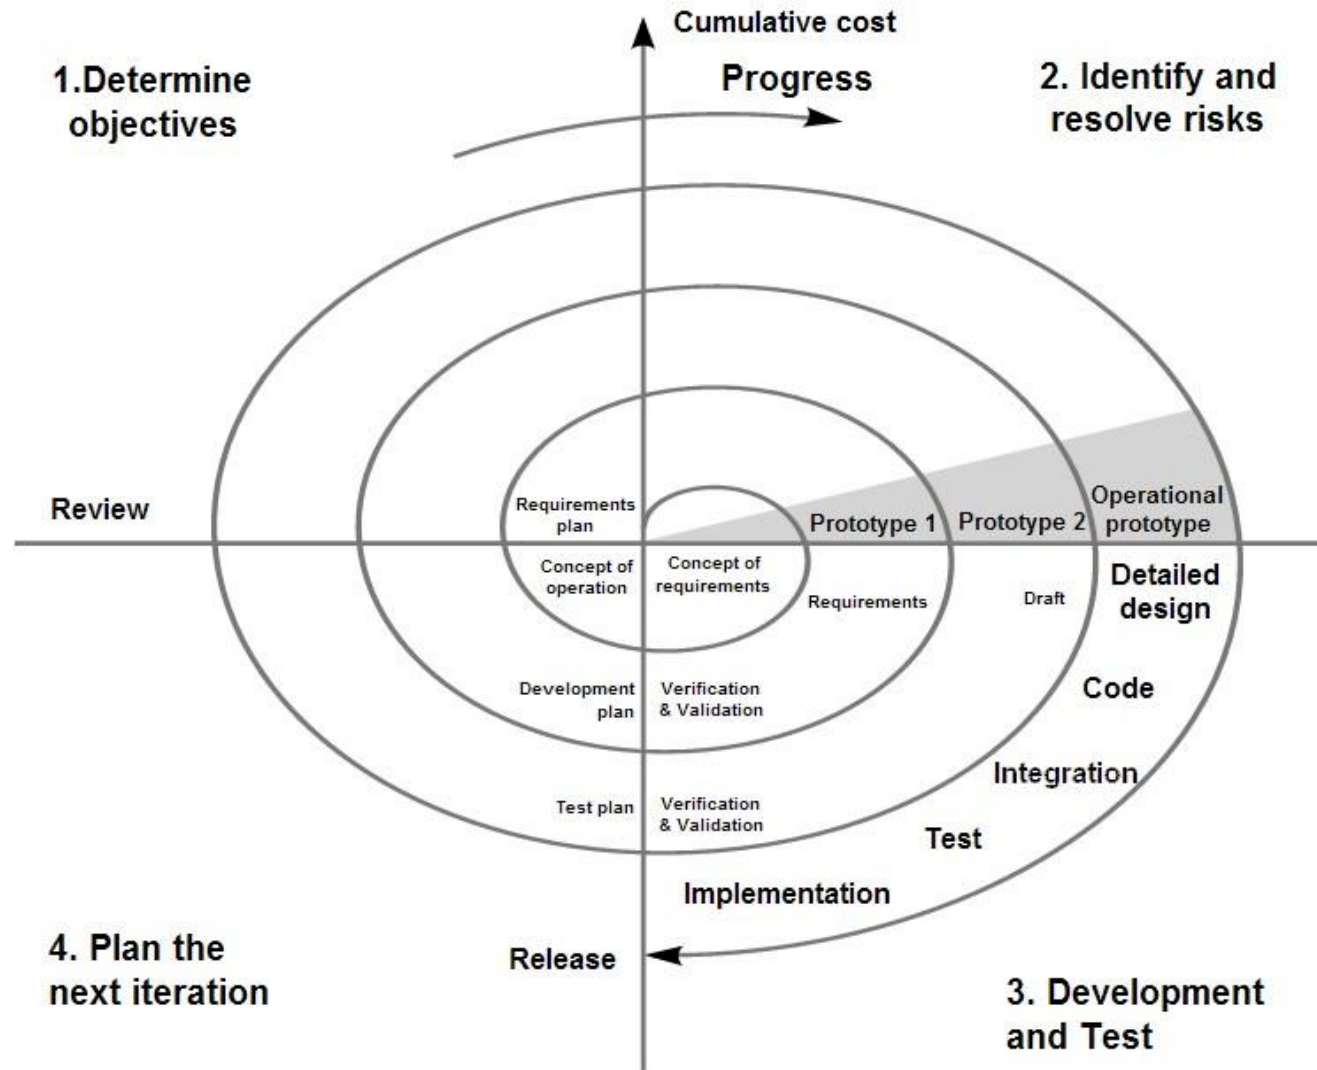 Cumulative cost
Progress
1.Determine
objectives
2. Identify and
resolve risks
Review
Requirements
plan
Prototype 1
Prototype 2
Operational
prototype
Concept of
operation
Concept of
requirements
Requirements
Draft
Detailed
design
Development
plan
Verification
& Validation
Code
Integration
Test plan
Verification
& Validation
Test
Implementation
Release
4. Plan the
next iteration
3. Development
and Test